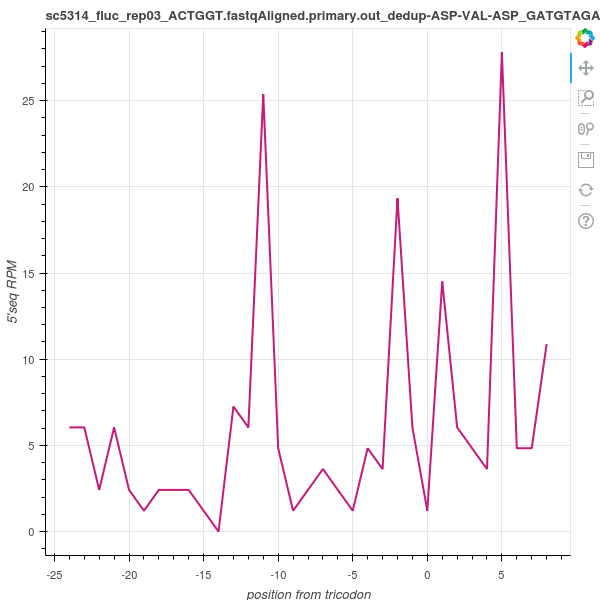 sc5314_fluc_rep03_ACTGGT.fastqAligned.primary.out_dedup-ASP-VAL-ASP_GATGTAGA
25
20
15
10
5
0
5'seq RPM
-25 -20 -15 -10 -5 0 5
position from tricodon